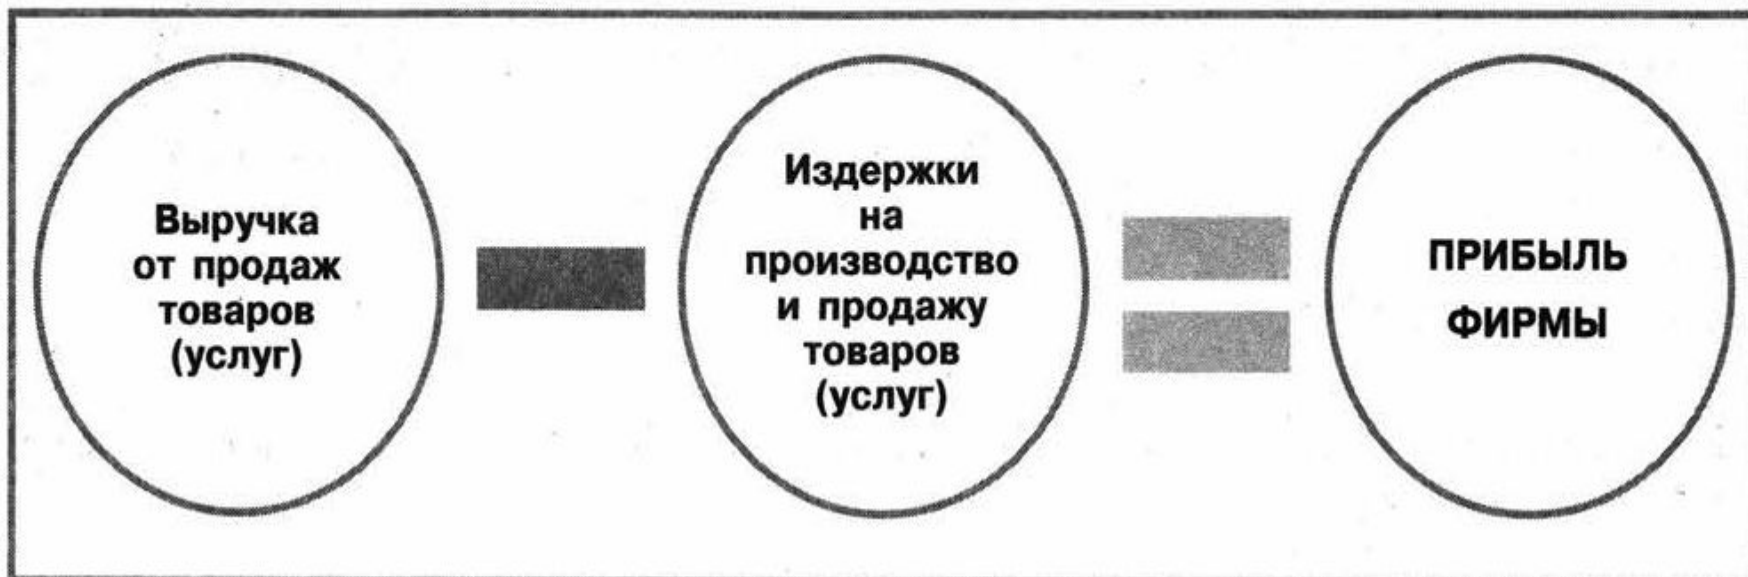 Выручка
от продаж
товаров
(услуг)
Издержки
на
производство
и продажу
товаров
(услуг)
ПРИБЫЛЬ
ФИРМЫ